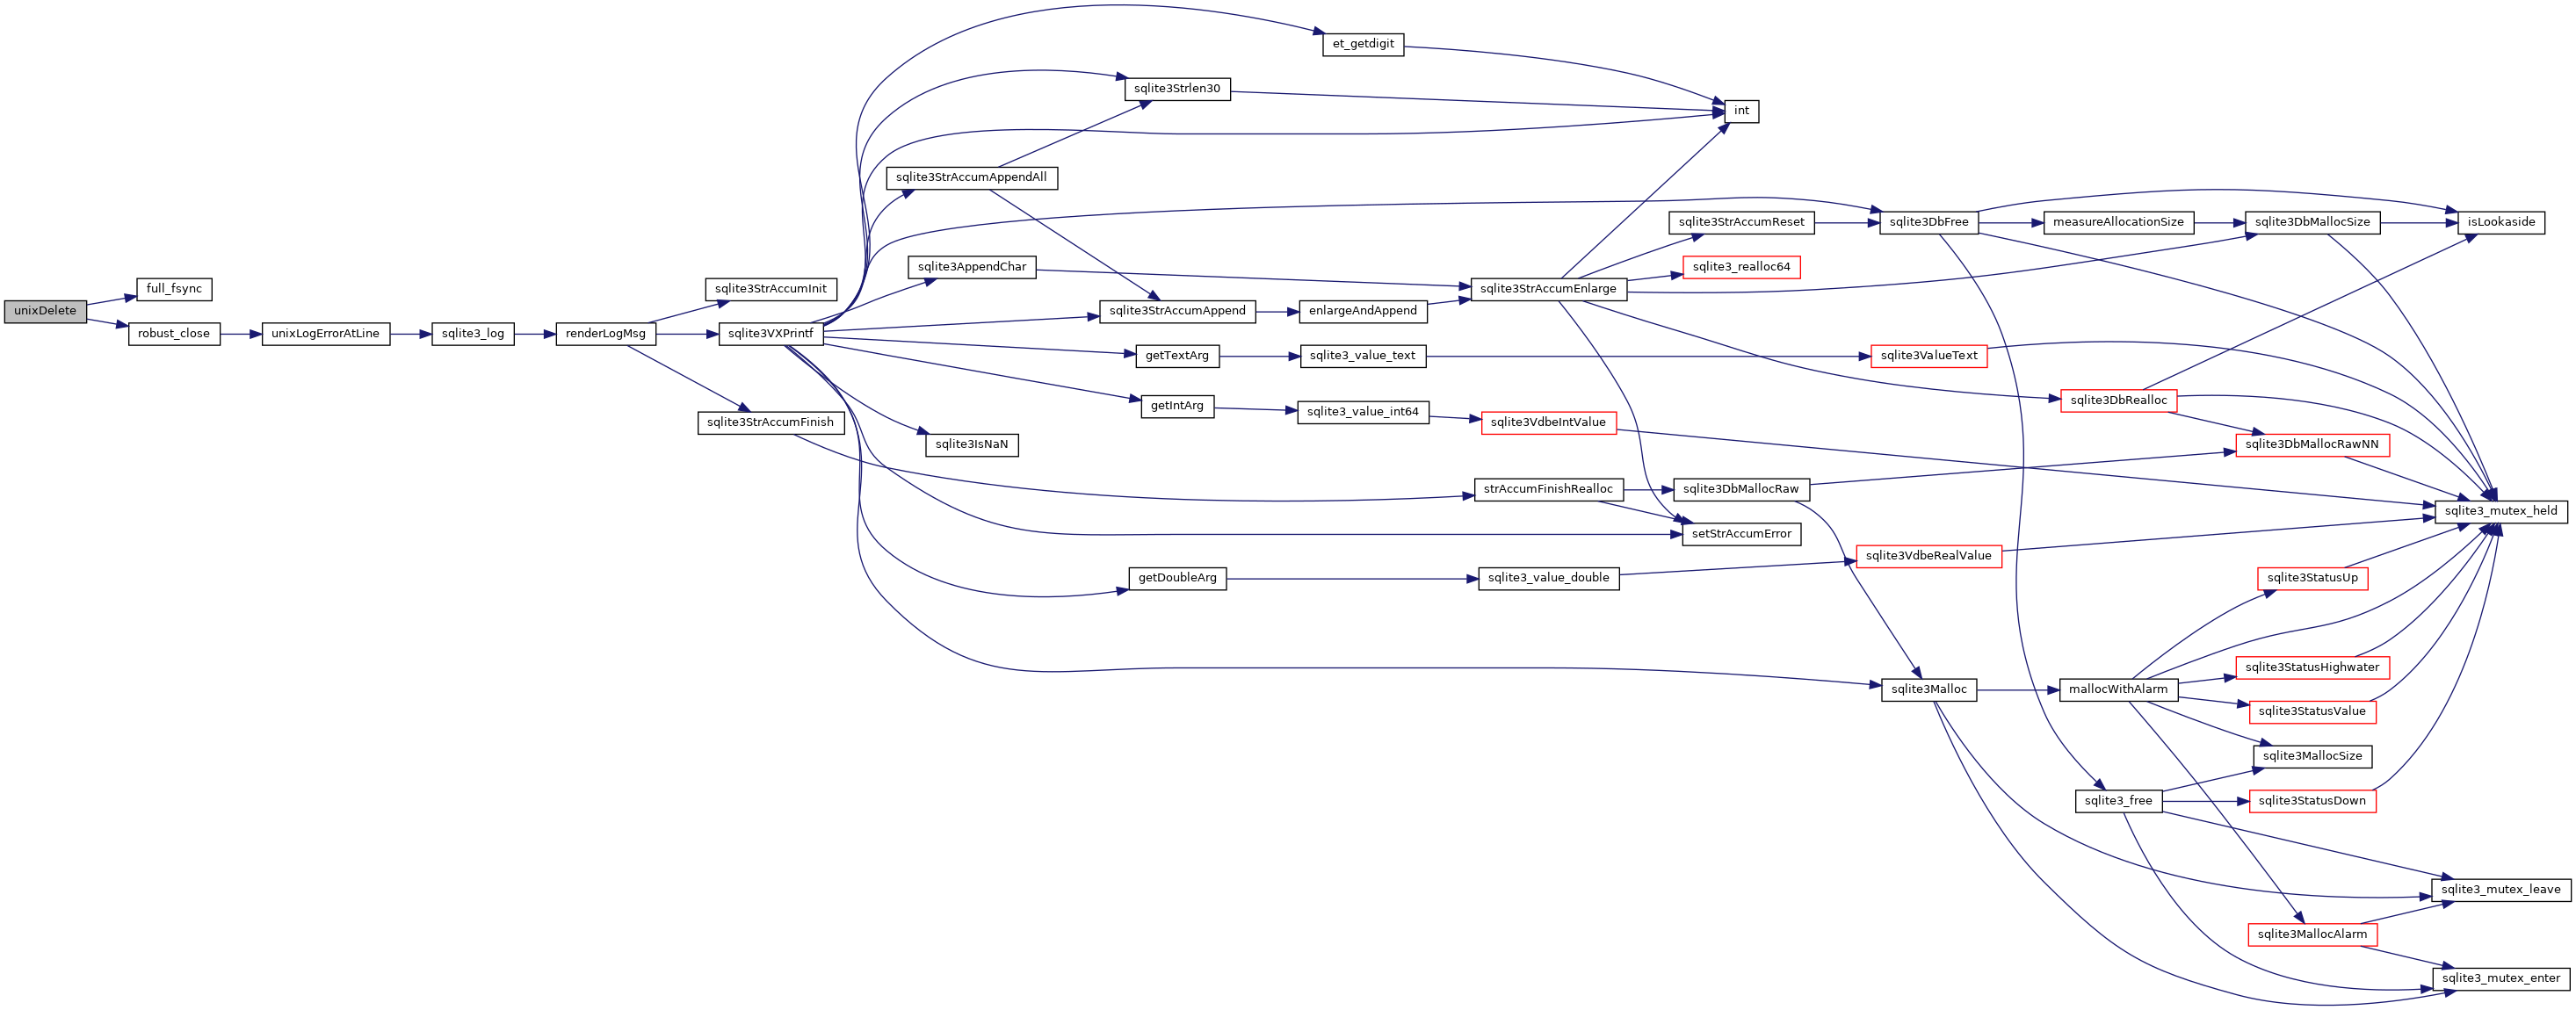 unixDelete
full_fsync
robust_close
unixLogErrorAtLine
sqlite3_log
renderLogMsg
sqlite3StrAccumInit
sqlite3VXPrintf
sqlite3StrAccumFinish
et_getdigit
sqlite3Strlen30
int
sqlite3StrAccumAppendAll
sqlite3AppendChar
sqlite3StrAccumAppend
enlargeAndAppend
getTextArg
sqlite3_value_text
getIntArg
sqlite3_value_int64
sqlite3IsNaN
getDoubleArg
sqlite3_value_double
sqlite3StrAccumEnlarge
sqlite3StrAccumReset
sqlite3_realloc64
sqlite3VdbeIntValue
strAccumFinishRealloc
sqlite3DbMallocRaw
setStrAccumError
sqlite3DbFree
sqlite3ValueText
sqlite3VdbeRealValue
sqlite3Malloc
measureAllocationSize
sqlite3DbMallocSize
isLookaside
sqlite3DbRealloc
sqlite3DbMallocRawNN
sqlite3_mutex_held
sqlite3StatusUp
mallocWithAlarm
sqlite3StatusHighwater
sqlite3StatusValue
sqlite3MallocSize
sqlite3_free
sqlite3StatusDown
sqlite3_mutex_leave
sqlite3MallocAlarm
sqlite3_mutex_enter